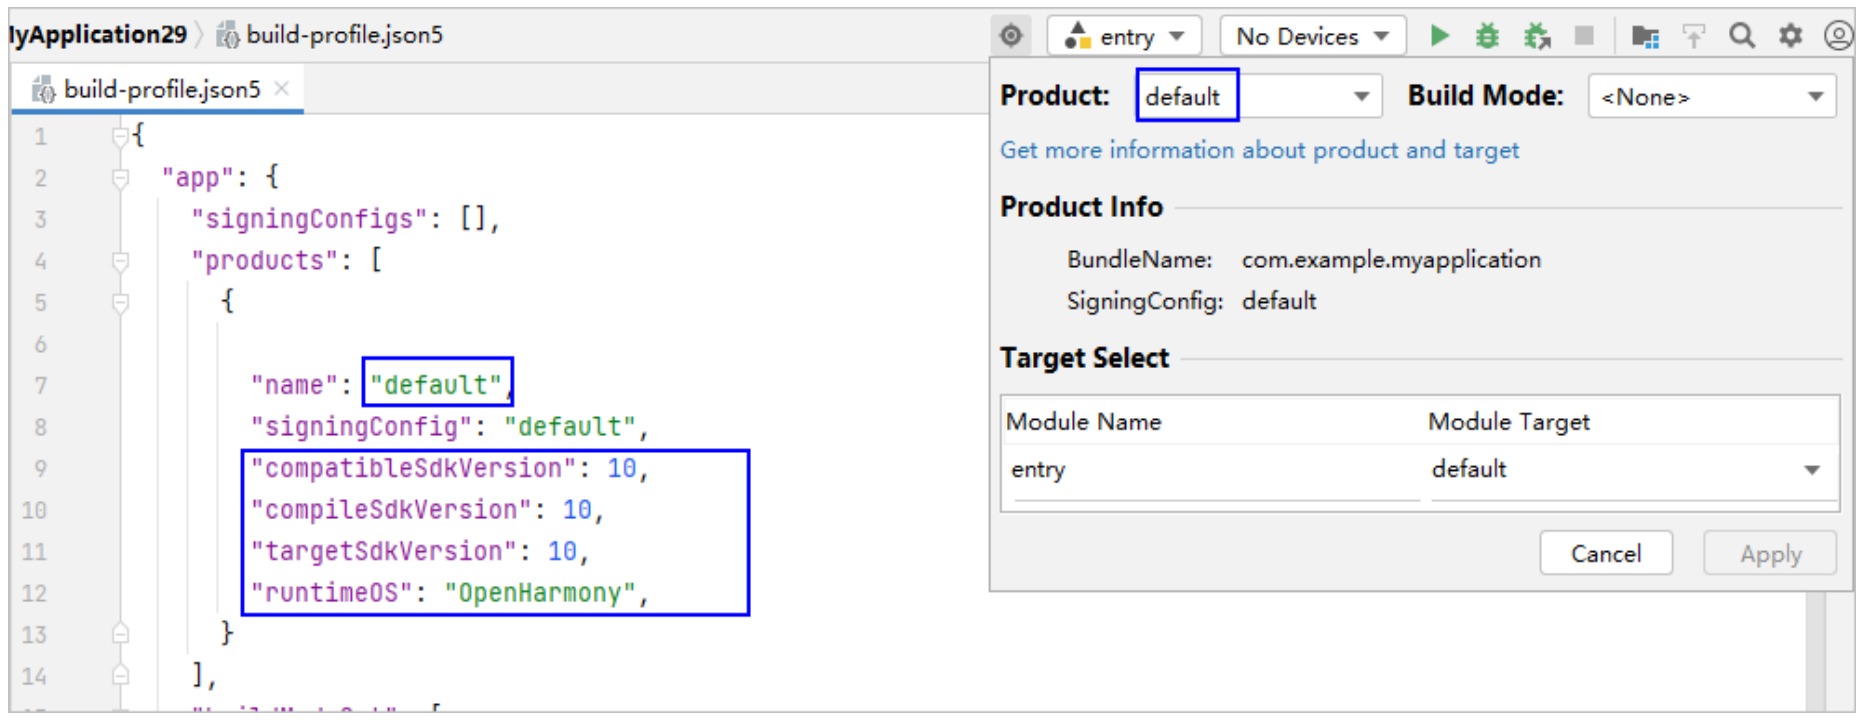 lyApplication29 build-profile.json5
entry No Devices
build-profile.json5
1 {
2 "app": {
3 "signingConfigs": [],
4 "products": [
5 {
6
7 "name": "default",
8 "signingConfig": "default",
9 "compatibleSdkVersion": 10,
10 "compileSdkVersion": 10,
11 "targetSdkVersion": 10,
12 "runtimeOS": "OpenHarmony",
13 }
14 ],
Product: default Build Mode: <None>
Get more information about product and target
Product Info
BundleName: com.example.myapplication
SigningConfig: default
Target Select
Module Name Module Target
entry default
Cancel Apply